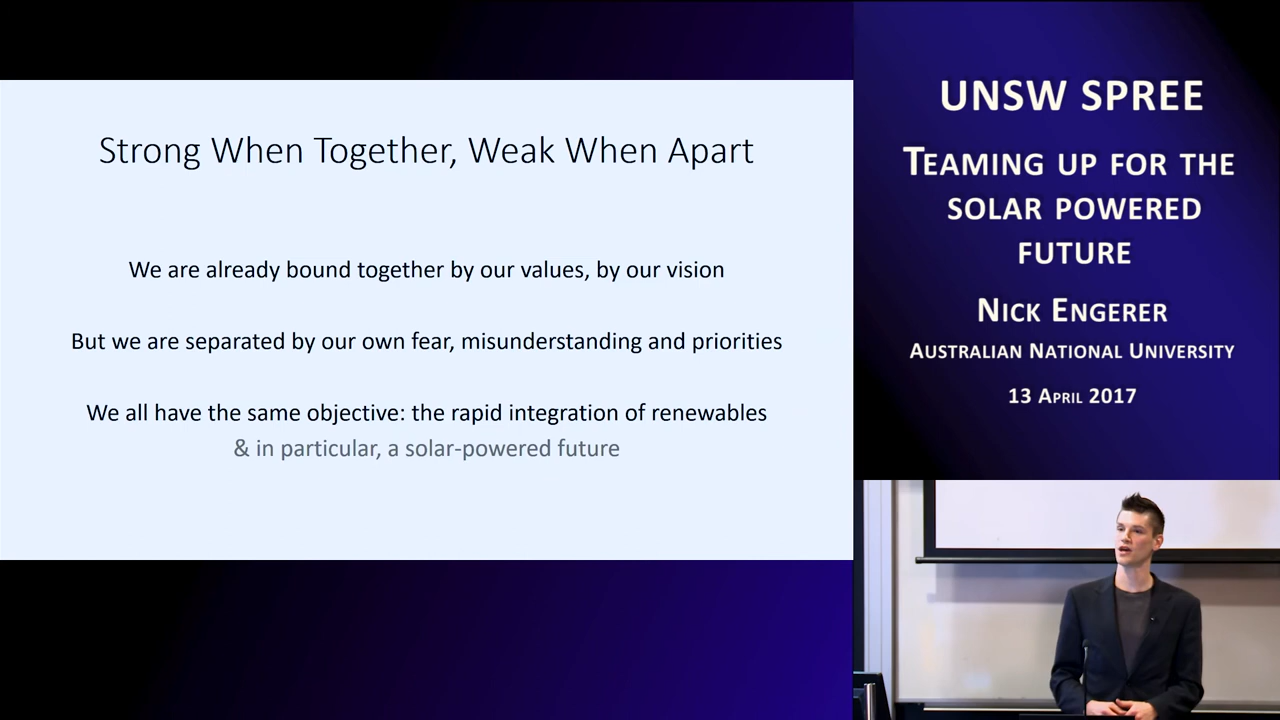 Strong When Together, Weak When Apart
We are already bound together by our values, by our vision
But we are separated by our own fear, misunderstanding and priorities
We all have the same objective: the rapid integration of renewables
& in particular, a solar-powered future
UNSW SPREE
TEAMING UP FOR THE
SOLAR POWERED
FUTURE
NICK ENGERER
AUSTRALIAN NATIONAL UNIVERSITY
13 APRIL 2017